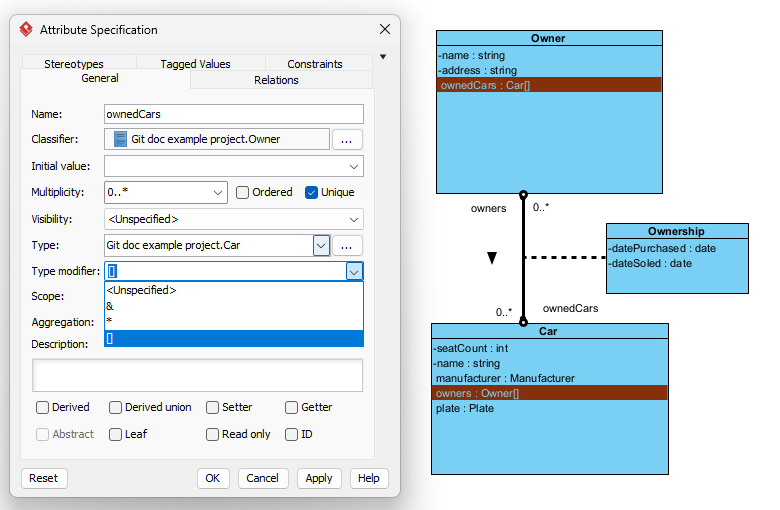 Attribute Specification
Stereotypes
Tagged Values
Constraints
General
Relations
Name:
ownedCars
Classifier:
Git doc example project.Owner
...
Initial value:
Multiplicity:
0..*
Ordered
Unique
Visibility:
<Unspecified>
Type:
Git doc example project.Car
...
Type modifier:
[]
<Unspecified>
Scope:
&
Aggregation:
*
Description:
[]
Derived
Derived union
Setter
Getter
Abstract
Leaf
Read only
ID
Reset
OK
Cancel
Apply
Help
Owner
-name : string
-address : string
ownedCars : Car[]
owners
0..*
Ownership
-datePurchased : date
-dateSoled : date
0..*
ownedCars
Car
-seatCount : int
-name : string
manufacturer : Manufacturer
owners : Owner[]
plate : Plate